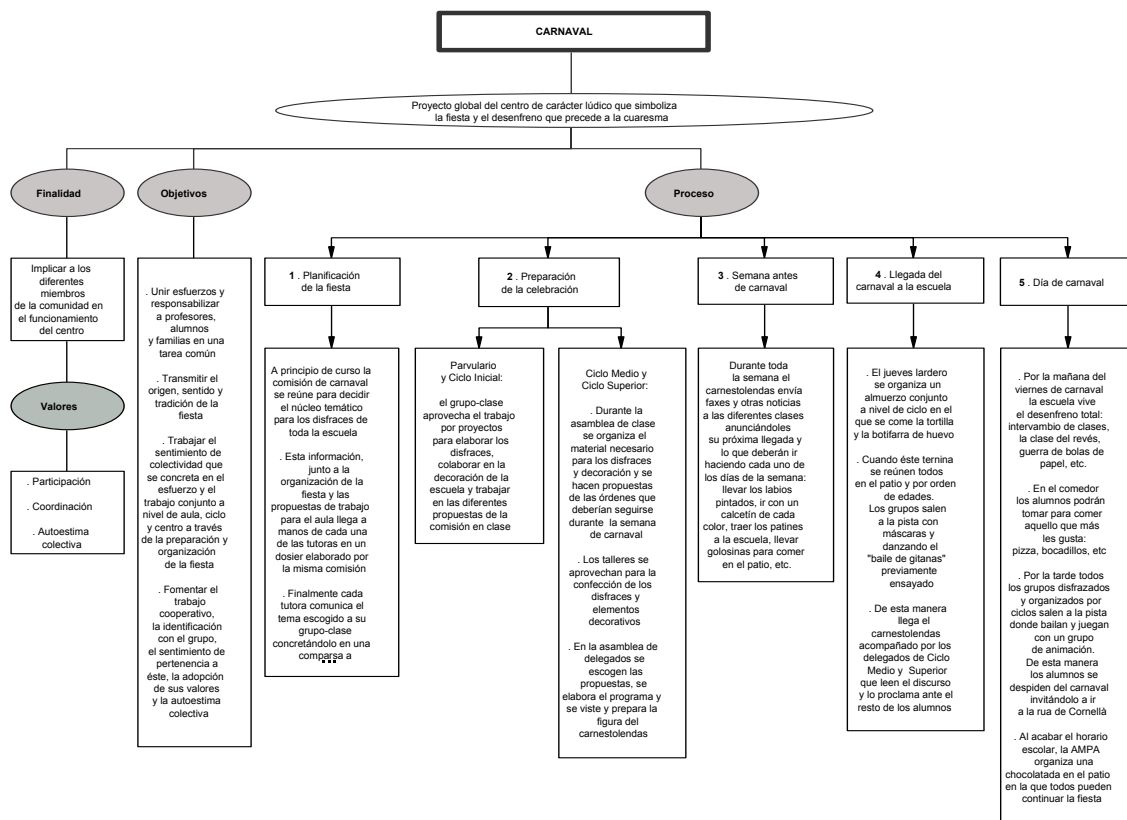 CARNAVAL
Proyecto global del centro de carácter lúdico que simboliza
la fiesta y el desenfreno que precede a la cuaresma
Finalidad
Implicar a los
diferentes
miembros
de la comunidad en
el funcionamiento
del centro
Valores
. Participación
. Coordinación
. Autoestima
colectiva
Objetivos
. Unir esfuerzos y
responsabilizar
a profesores,
alumnos
y familias en una
tarea común
. Transmitir el
origen, sentido y
tradición de la
fiesta
. Trabajar el
sentimiento de
colectividad que
se concreta en el
esfuerzo y el
trabajo conjunto a
nivel de aula, ciclo
y centro a través
de la preparación y
organización
de la fiesta
. Fomentar el
trabajo
cooperativo,
la identificación
con el grupo,
el sentimiento de
pertenencia a
éste, la adopción
de sus valores
y la autoestima
colectiva
Proceso
1 . Planificación
de la fiesta
A principio de curso la
comisión de carnaval
se reúne para decidir
el núcleo temático
para los disfraces de
toda la escuela
. Esta información,
junto a la
organización de la
fiesta y las
propuestas de trabajo
para el aula llega a
manos de cada una
de las tutoras en un
dosier elaborado por
la misma comisión
. Finalmente cada
tutora comunica el
tema escogido a su
grupo-clase
concretándolo en una
comparsa a
2 . Preparación
de la celebración
Parvulario
y Ciclo Inicial:
el grupo-clase
aprovecha el trabajo
por proyectos
para elaborar los
disfraces,
colaborar en la
decoración de la
escuela y trabajar
en las diferentes
propuestas de la
comisión en clase
Ciclo Medio y
Ciclo Superior:
. Durante la
asamblea de clase
se organiza el
material necesario
para los disfraces
y decoración y se
hacen propuestas
de las órdenes que
deberían seguirse
durante la semana
de carnaval
. Los talleres se
aprovechan para la
confección de los
disfraces y
elementos
decorativos
. En la asamblea de
delegados se
escogen las
propuestas, se
elabora el programa y
se viste y prepara la
figura del
carnestolendas
3 . Semana antes
de carnaval
Durante toda
la semana el
carnestolendas envía
faxes y otras noticias
a las diferentes clases
anunciándoles
su próxima llegada y
lo que deberán ir
haciendo cada uno de
los días de la semana:
llevar los labios
pintados, ir con un
calcetín de cada
color, traer los patines
a la escuela, llevar
golosinas para comer
en el patio, etc.
4 . Llegada del
carnaval a la escuela
. El jueves lardero
se organiza un
almuerzo conjunto
a nivel de ciclo en el
que se come la tortilla
y la botifarra de huevo
. Cuando éste ternina
se reúnen todos
en el patio y por orden
de edades.
Los grupos salen
a la pista con
máscaras y
danzando el
"baile de gitanas"
previamente
ensayado
. De esta manera
llega el
carnestolendas
acompañado por los
delegados de Ciclo
Medio y Superior
que leen el discurso
y lo proclama ante el
resto de los alumnos
5 . Día de carnaval
. Por la mañana del
viernes de carnaval
la escuela vive
el desenfreno total:
intervambio de clases,
la clase del revés,
guerra de bolas de
papel, etc.
. En el comedor
los alumnos podrán
tomar para comer
aquello que más
les gusta:
pizza, bocadillos, etc
. Por la tarde todos
los grupos disfrazados
y organizados por
ciclos salen a la pista
donde bailan y juegan
con un grupo
de animación.
De esta manera
los alumnos se
despiden del carnaval
invitándolo a ir
a la rua de Cornellà
. Al acabar el horario
escolar, la AMPA
organiza una
chocolatada en el patio
en la que todos pueden
continuar la fiesta